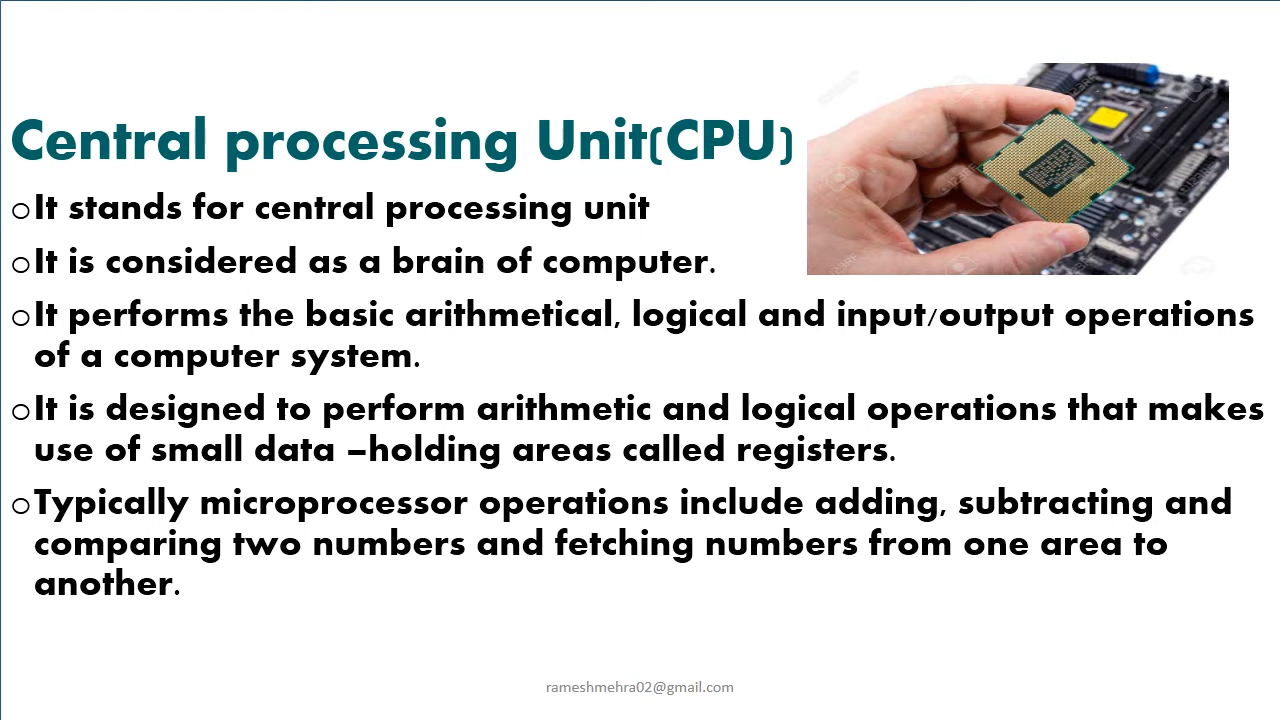 Central processing Unit(CPU)
oIt stands for central processing unit
oIt is considered as a brain of computer.
oIt performs the basic arithmetical, logical and input/output operations
of a computer system.
oIt is designed to perform arithmetic and logical operations that makes
use of small data –holding areas called registers.
oTypically microprocessor operations include adding, subtracting and
comparing two numbers and fetching numbers from one area to
another.
rameshmehra02@gmail.com